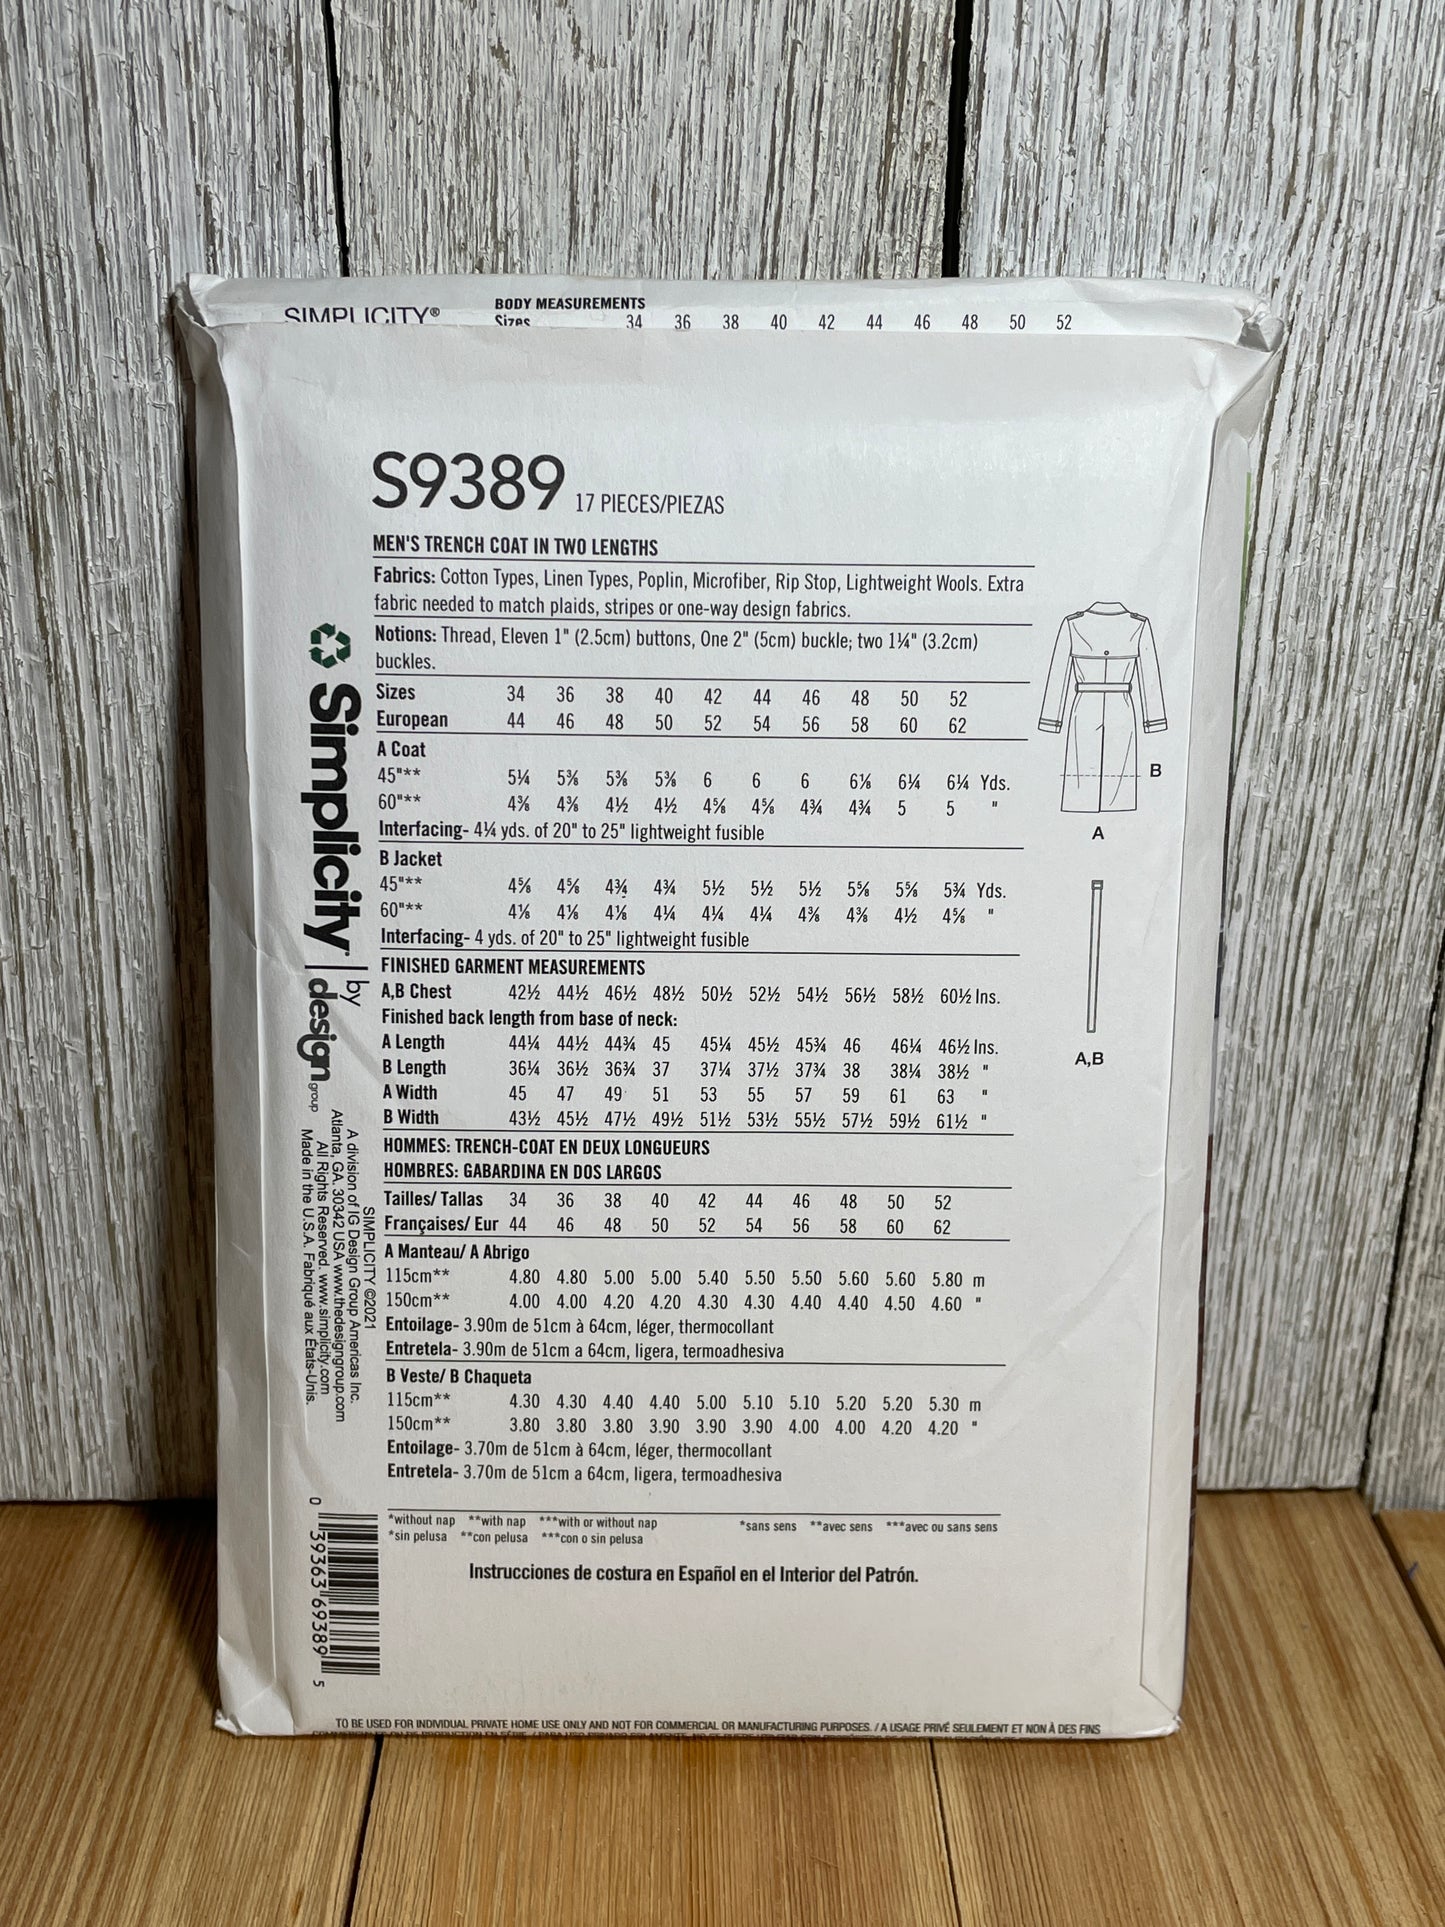 SIMPLICITY®
BODY MEASUREMENTS
Sizes 34 36 38 40 42 44 46 48 50 52
S9389 17 PIECES/PIEZAS
MEN'S TRENCH COAT IN TWO LENGTHS
Fabrics: Cotton Types, Linen Types, Poplin, Microfiber, Rip Stop, Lightweight Wools. Extra
fabric needed to match plaids, stripes or one-way design fabrics.
Notions: Thread, Eleven 1" (2.5cm) buttons, One 2" (5cm) buckle; two 1¼" (3.2cm)
buckles.
Sizes 34 36 38 40 42 44 46 48 50 52
European 44 46 48 50 52 54 56 58 60 62
A Coat
45"** 5¼ 5⅜ 5⅜ 5⅜ 6 6 6 6⅛ 6¼ 6¼ Yds.
60"** 4⅜ 4⅜ 4½ 4½ 4⅝ 4⅝ 4¾ 4¾ 5 5 "
Interfacing- 4¼ yds. of 20" to 25" lightweight fusible
B Jacket
45"** 4⅝ 4⅝ 4¾ 4¾ 5½ 5½ 5½ 5⅝ 5⅝ 5¾ Yds.
60"** 4⅛ 4⅛ 4⅛ 4¼ 4¼ 4¼ 4⅜ 4⅜ 4½ 4⅝ "
Interfacing- 4 yds. of 20" to 25" lightweight fusible
FINISHED GARMENT MEASUREMENTS
A,B Chest 42½ 44½ 46½ 48½ 50½ 52½ 54½ 56½ 58½ 60½ Ins.
Finished back length from base of neck:
A Length 44¼ 44½ 44¾ 45 45¼ 45½ 45¾ 46 46¼ 46½ Ins.
B Length 36¼ 36½ 36¾ 37 37¼ 37½ 37¾ 38 38¼ 38½ "
A Width 45 47 49 51 53 55 57 59 61 63 "
B Width 43½ 45½ 47½ 49½ 51½ 53½ 55½ 57½ 59½ 61½ "
HOMMES: TRENCH-COAT EN DEUX LONGUEURS
HOMBRES: GABARDINA EN DOS LARGOS
Tailles/ Tallas 34 36 38 40 42 44 46 48 50 52
Françaises/ Eur 44 46 48 50 52 54 56 58 60 62
A Manteau/ A Abrigo
115cm** 4.80 4.80 5.00 5.00 5.40 5.50 5.50 5.60 5.60 5.80 m
150cm** 4.00 4.00 4.20 4.20 4.30 4.30 4.40 4.40 4.50 4.60 "
Entoilage- 3.90m de 51cm à 64cm, léger, thermocollant
Entretela- 3.90m de 51cm a 64cm, ligera, termoadhesiva
B Veste/ B Chaqueta
115cm** 4.30 4.30 4.40 4.40 5.00 5.10 5.10 5.20 5.20 5.30 m
150cm** 3.80 3.80 3.80 3.90 3.90 3.90 4.00 4.00 4.20 4.20 "
Entoilage- 3.70m de 51cm à 64cm, léger, thermocollant
Entretela- 3.70m de 51cm a 64cm, ligera, termoadhesiva
*without nap **with nap ***with or without nap *sans sens **avec sens ***avec ou sans sens
*sin pelusa **con pelusa ***con o sin pelusa
Instrucciones de costura en Español en el Interior del Patrón.
B
A
A,B
Simplicity | by
design
group
SIMPLICITY ©2021
A division of IG Design Group Americas Inc.
Atlanta, GA. 30342 USA www.thedesigngroup.com
All Rights Reserved. www.simplicity.com
Made in the U.S.A. Fabriqué aux États-Unis.
0 39363 69389 5
TO BE USED FOR INDIVIDUAL PRIVATE HOME USE ONLY AND NOT FOR COMMERCIAL OR MANUFACTURING PURPOSES. / A USAGE PRIVÉ SEULEMENT ET NON À DES FINS